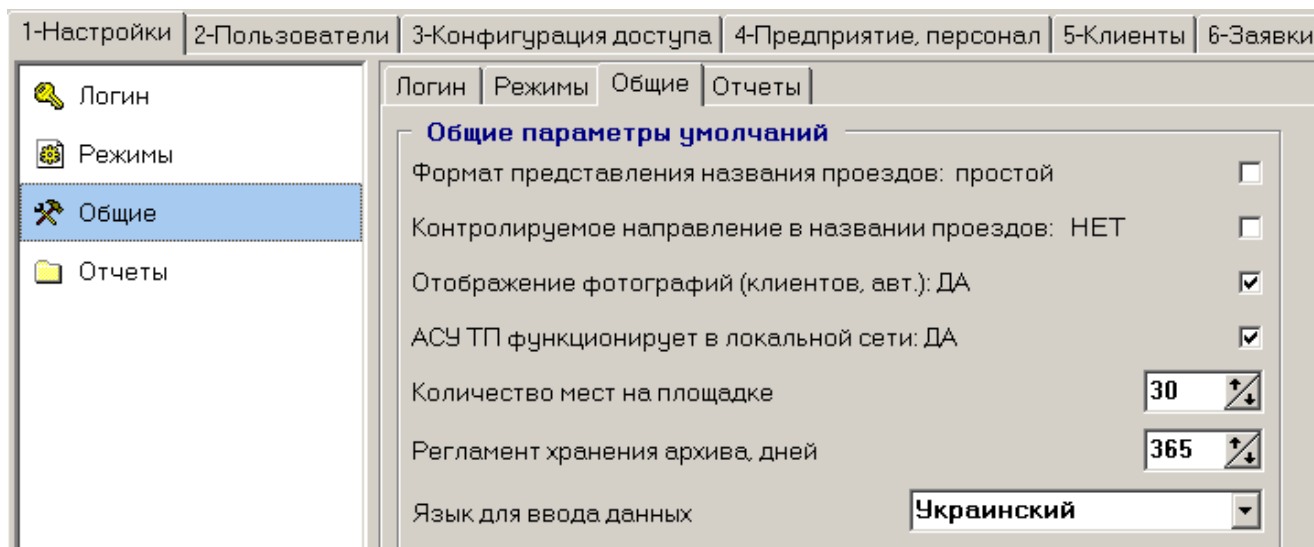 1-Настройки 2-Пользователи 3-Конфигурация доступа 4-Предприятие, персонал 5-Клиенты 6-Заявки
Логин
Режимы
Общие
Отчеты
Логин Режимы Общие Отчеты
Общие параметры умолчаний
Формат представления названия проездов: простой
Контролируемое направление в названии проездов: НЕТ
Отображение фотографий (клиентов, авт.): ДА
АСУ ТП функционирует в локальной сети: ДА
Количество мест на площадке 30
Регламент хранения архива, дней 365
Язык для ввода данных Украинский